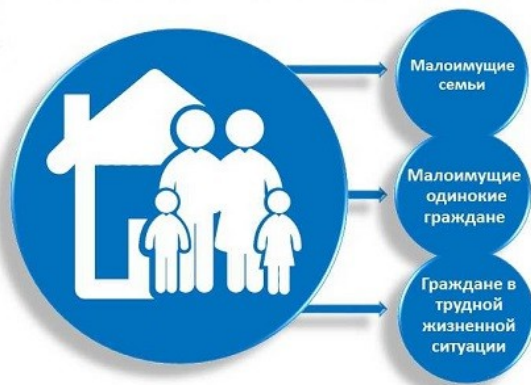 Малоимущие
семьи
Малоимущие
одинокие
граждане
Граждане в
трудной
жизненной
ситуации